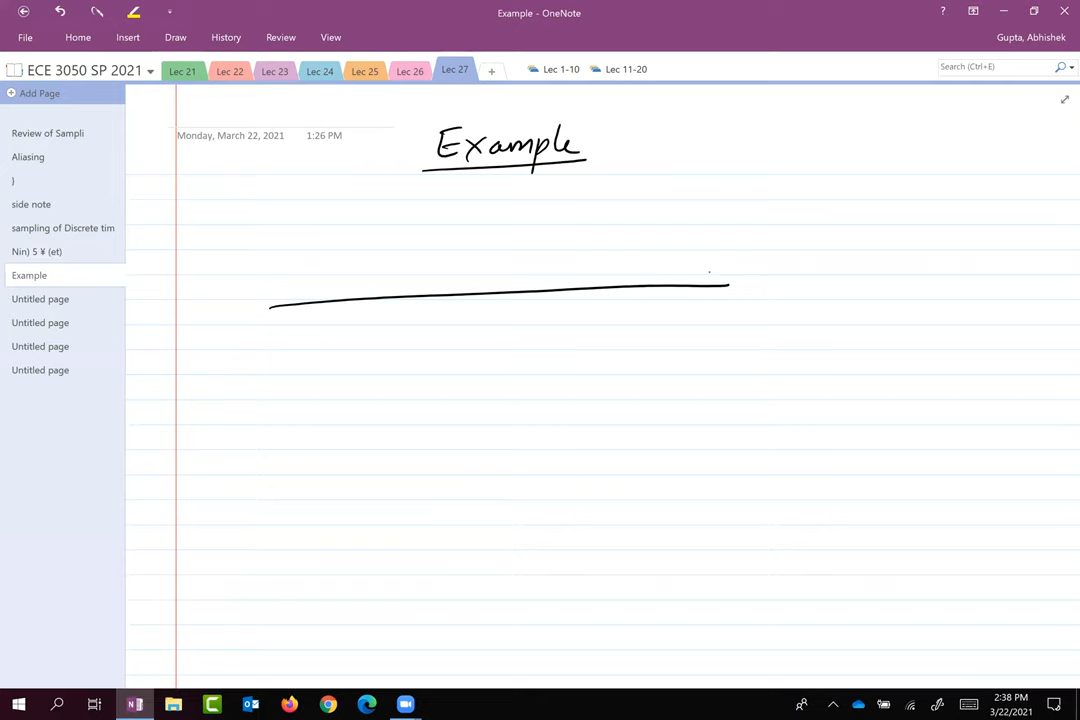 Example - OneNote
?
File Home Insert Draw History Review View
Gupta, Abhishek
ECE 3050 SP 2021
Lec 21 Lec 22 Lec 23 Lec 24 Lec 25 Lec 26 Lec 27 + Lec 1-10 Lec 11-20
Search (Ctrl+E)
Add Page
Monday, March 22, 2021 1:26 PM
Example
Review of Sampli
Aliasing
}
side note
sampling of Discrete tim
Nin) 5 ¥ (et)
Example
Untitled page
Untitled page
Untitled page
Untitled page
2:38 PM
3/22/2021